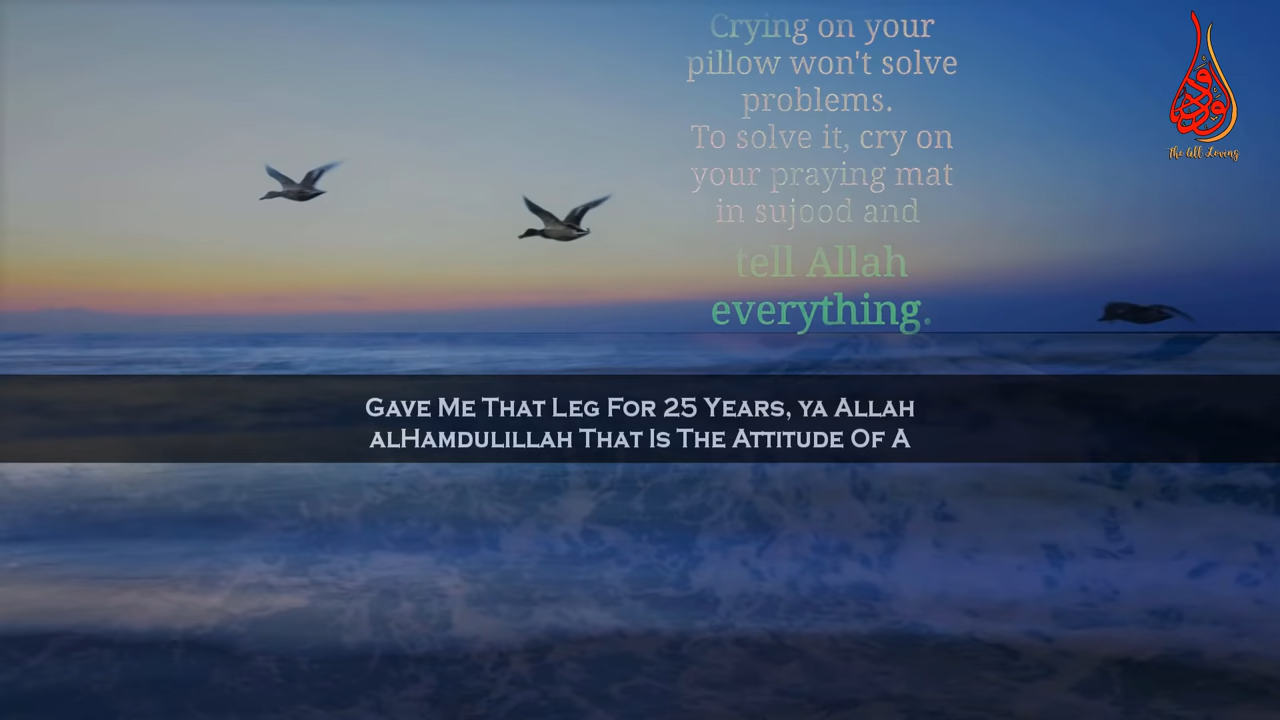 Crying on your
pillow won't solve
problems.
To solve it, cry on
your praying mat
in sujood and
tell Allah
everything.
الودود
The All Loving
GAVE ME THAT LEG FOR 25 YEARS, YA ALLAH
ALHAMDULILLAH THAT IS THE ATTITUDE OF A